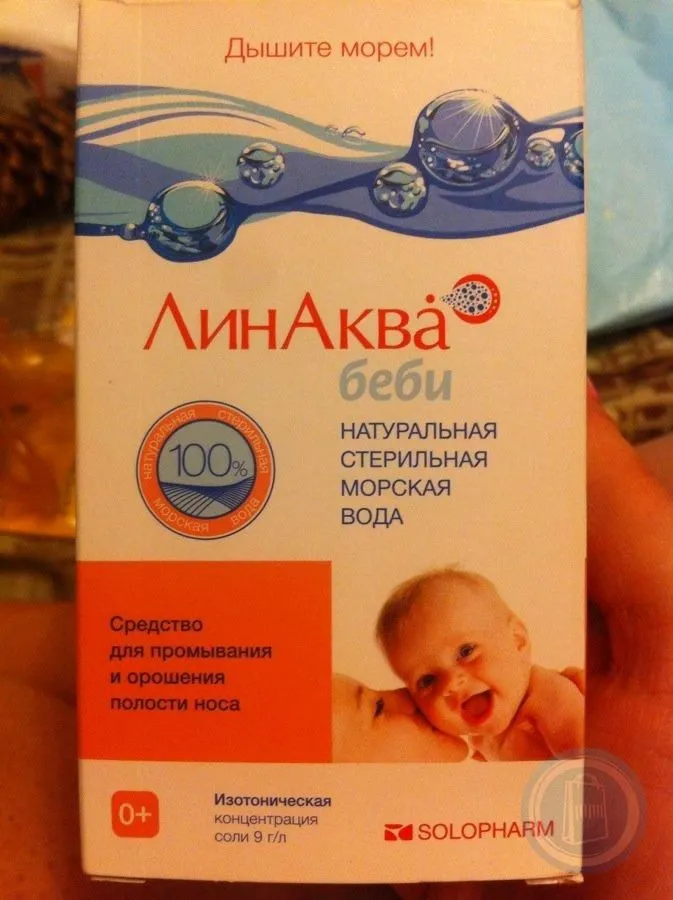 Дышите морем!
ЛинАква
беби
натуральная стерильная
100%
морская вода
НАТУРАЛЬНАЯ
СТЕРИЛЬНАЯ
МОРСКАЯ
ВОДА
Средство
для промывания
и орошения
полости носа
0+
Изотоническая
концентрация
соли 9 г/л
SOLOPHARM